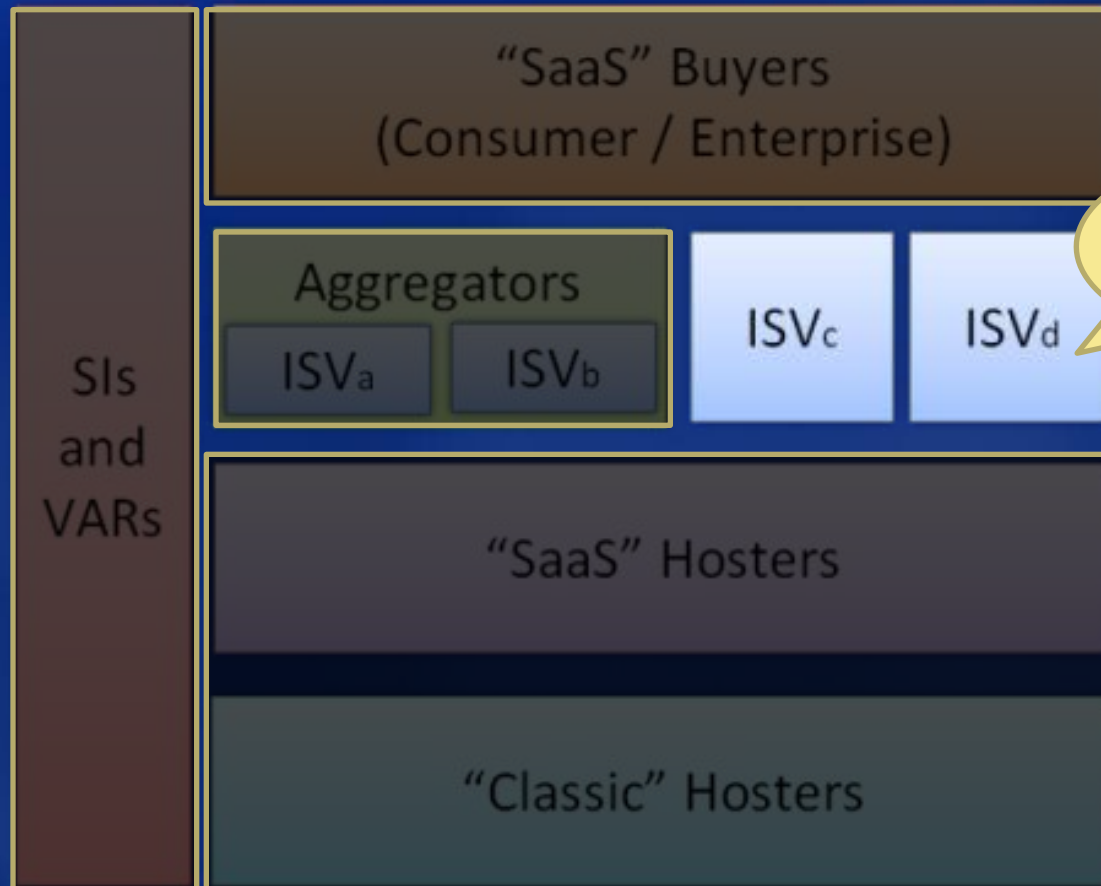 SIs
and
VARs
“SaaS” Buyers
(Consumer / Enterprise)
Aggregators
ISVa
ISVb
ISVc
ISVd
“SaaS” Hosters
“Classic” Hosters